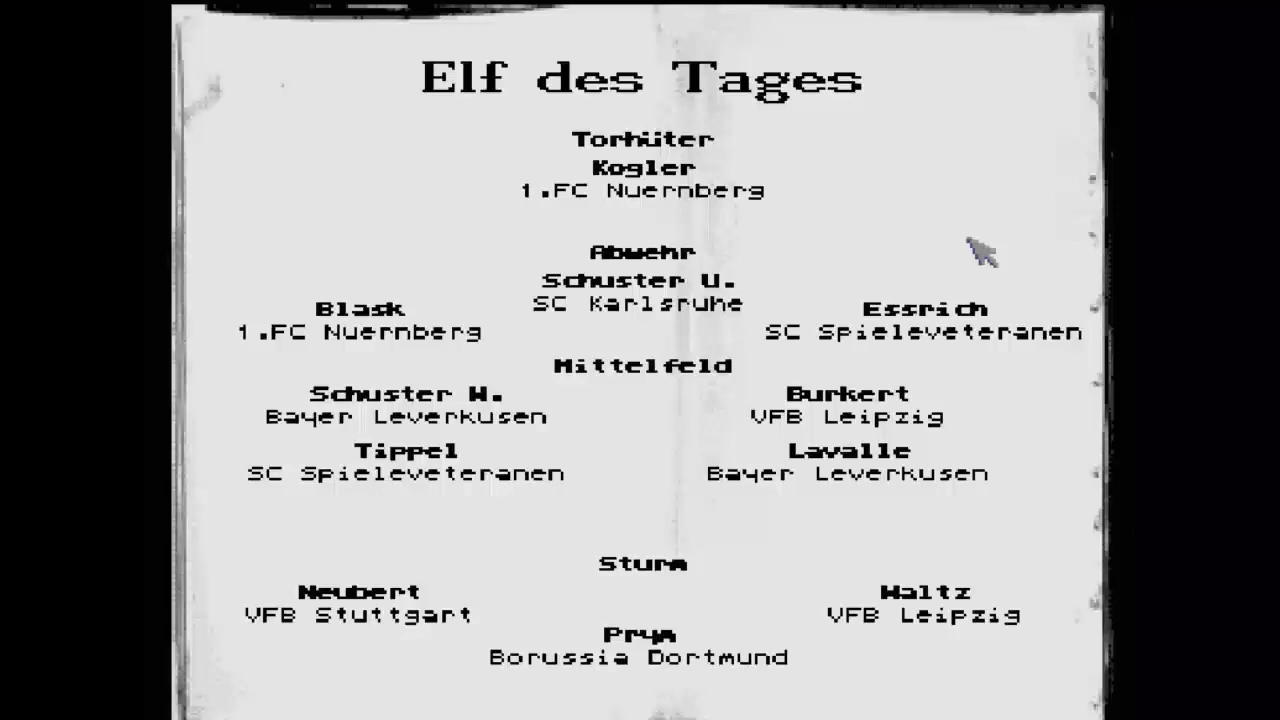 Elf des Tages
Torhüter
Kogler
1.FC Nuernberg
Abwehr
Schuster U.
SC Karlsruhe
Blask
1.FC Nuernberg
Essrich
SC Spieleveteranen
Mittelfeld
Schuster W.
Bayer Leverkusen
Burkert
VFB Leipzig
Tippel
SC Spieleveteranen
Lavalle
Bayer Leverkusen
Sturm
Neubert
VFB Stuttgart
Waltz
VFB Leipzig
Prym
Borussia Dortmund